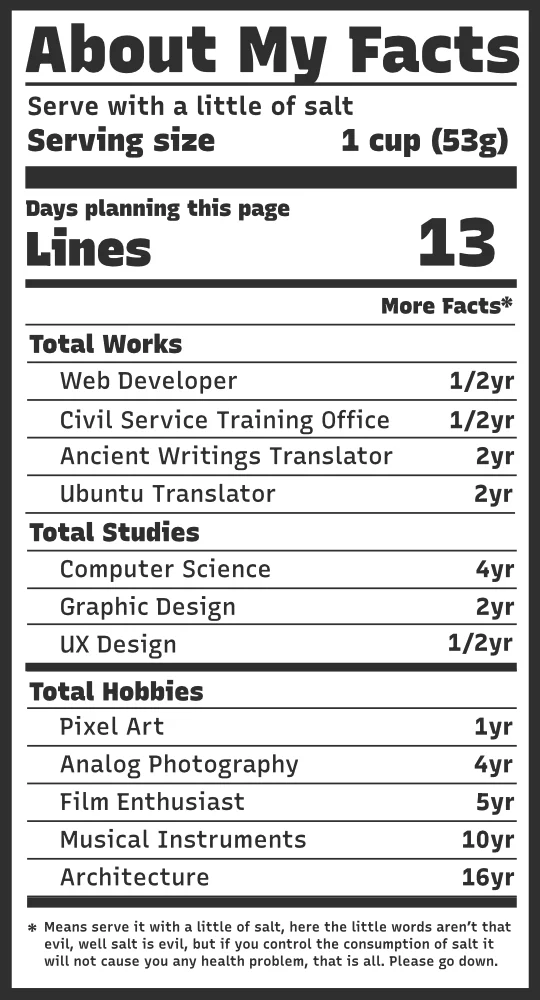 About My Facts
Serve with a little of salt
Serving size 1 cup (53g)
Days planning this page
Lines 13
More Facts*
Total Works
Web Developer 1/2yr
Civil Service Training Office 1/2yr
Ancient Writings Translator 2yr
Ubuntu Translator 2yr
Total Studies
Computer Science 4yr
Graphic Design 2yr
UX Design 1/2yr
Total Hobbies
Pixel Art 1yr
Analog Photography 4yr
Film Enthusiast 5yr
Musical Instruments 10yr
Architecture 16yr
* Means serve it with a little of salt, here the little words aren't that
evil, well salt is evil, but if you control the consumption of salt it
will not cause you any health problem, that is all. Please go down.